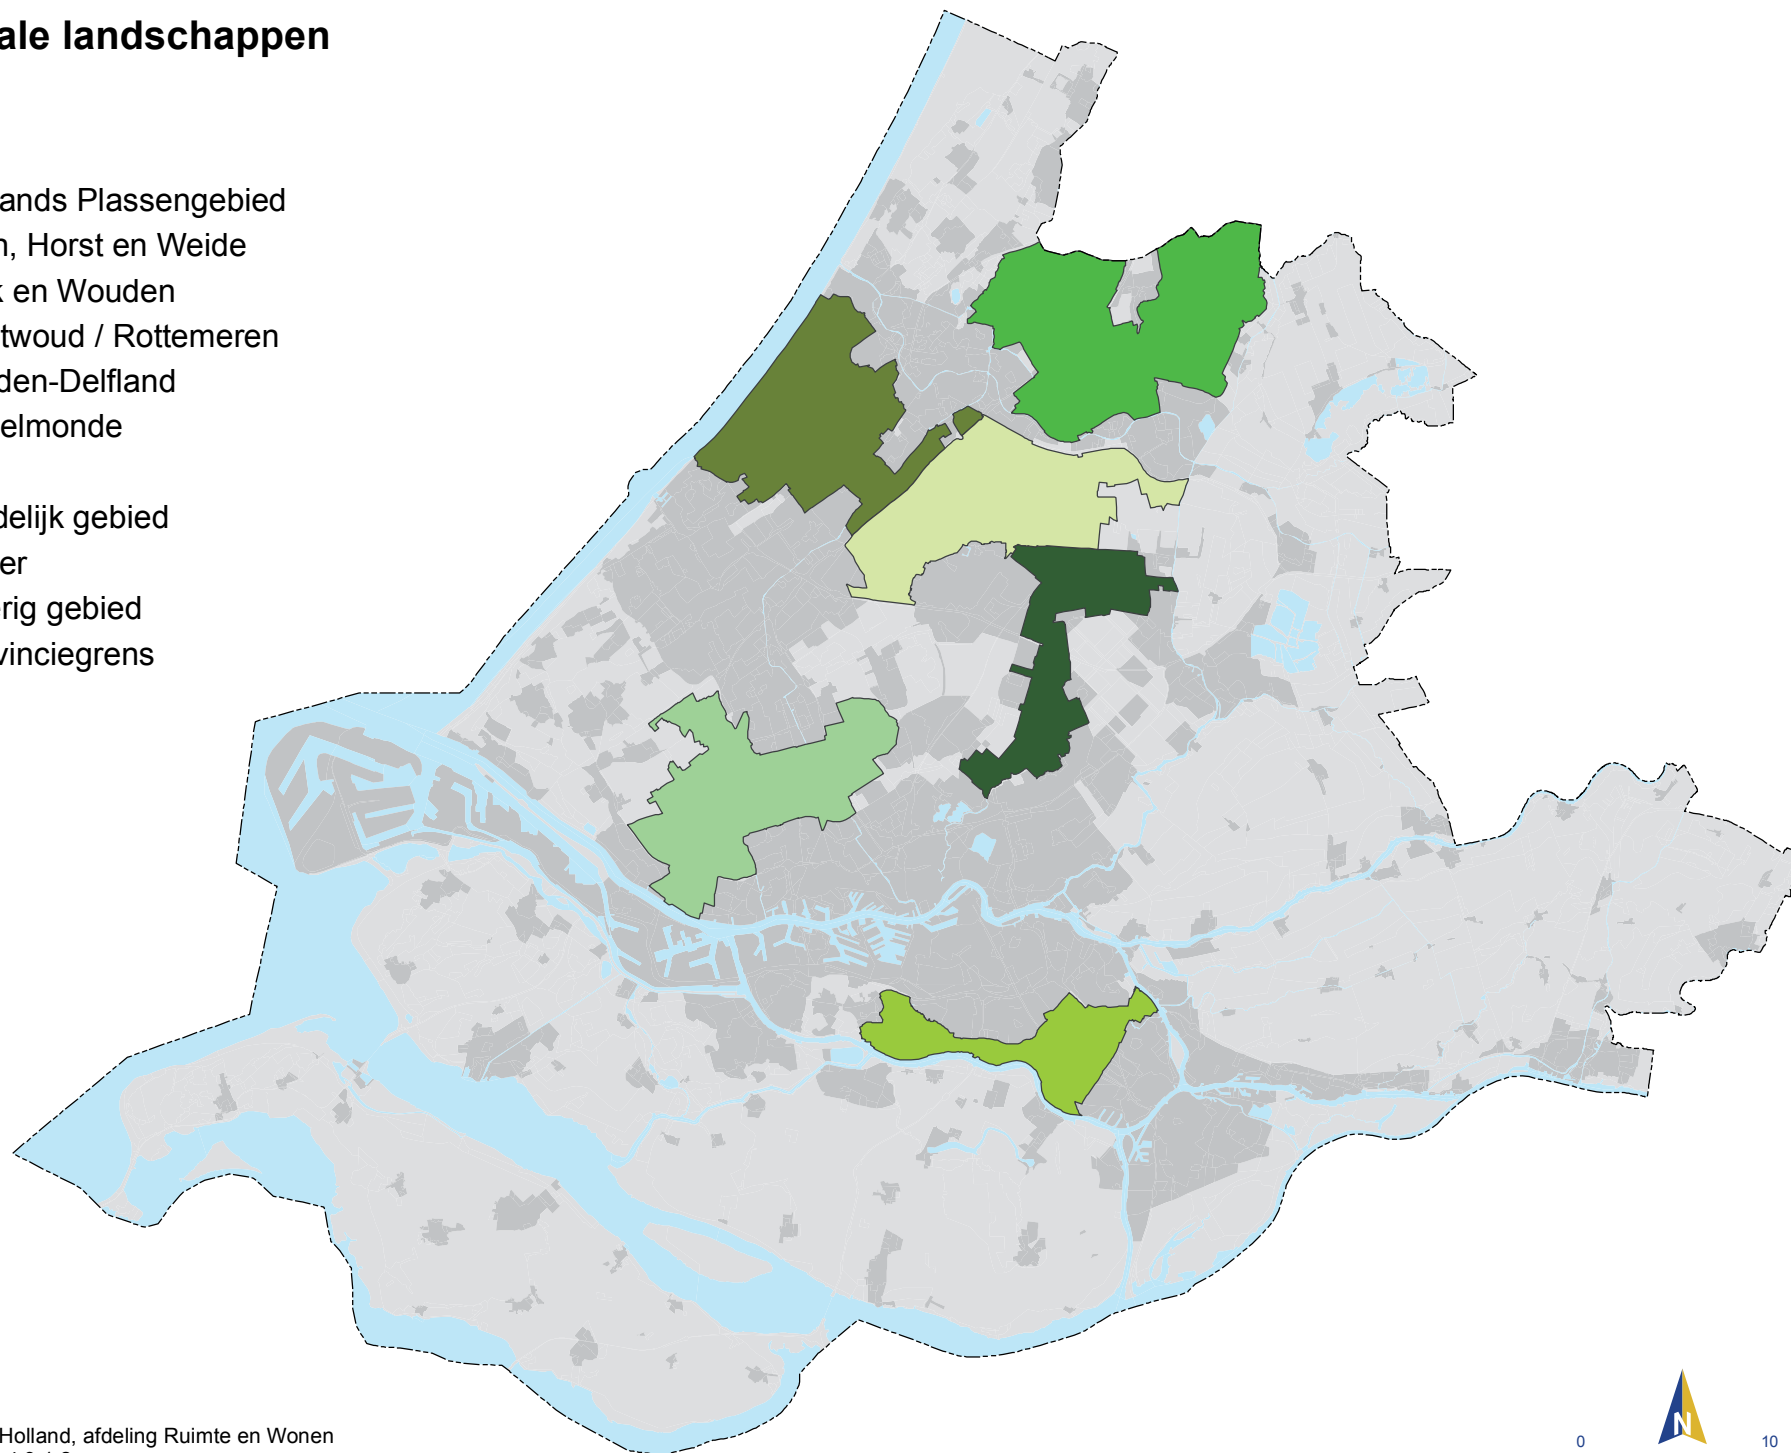 ale landschappen
ands Plassengebied
n, Horst en Weide
k en Wouden
twoud / Rottemeren
den-Delfland
elmonde
delijk gebied
er
erig gebied
vinciegrens
Holland, afdeling Ruimte en Wonen
N
0 10